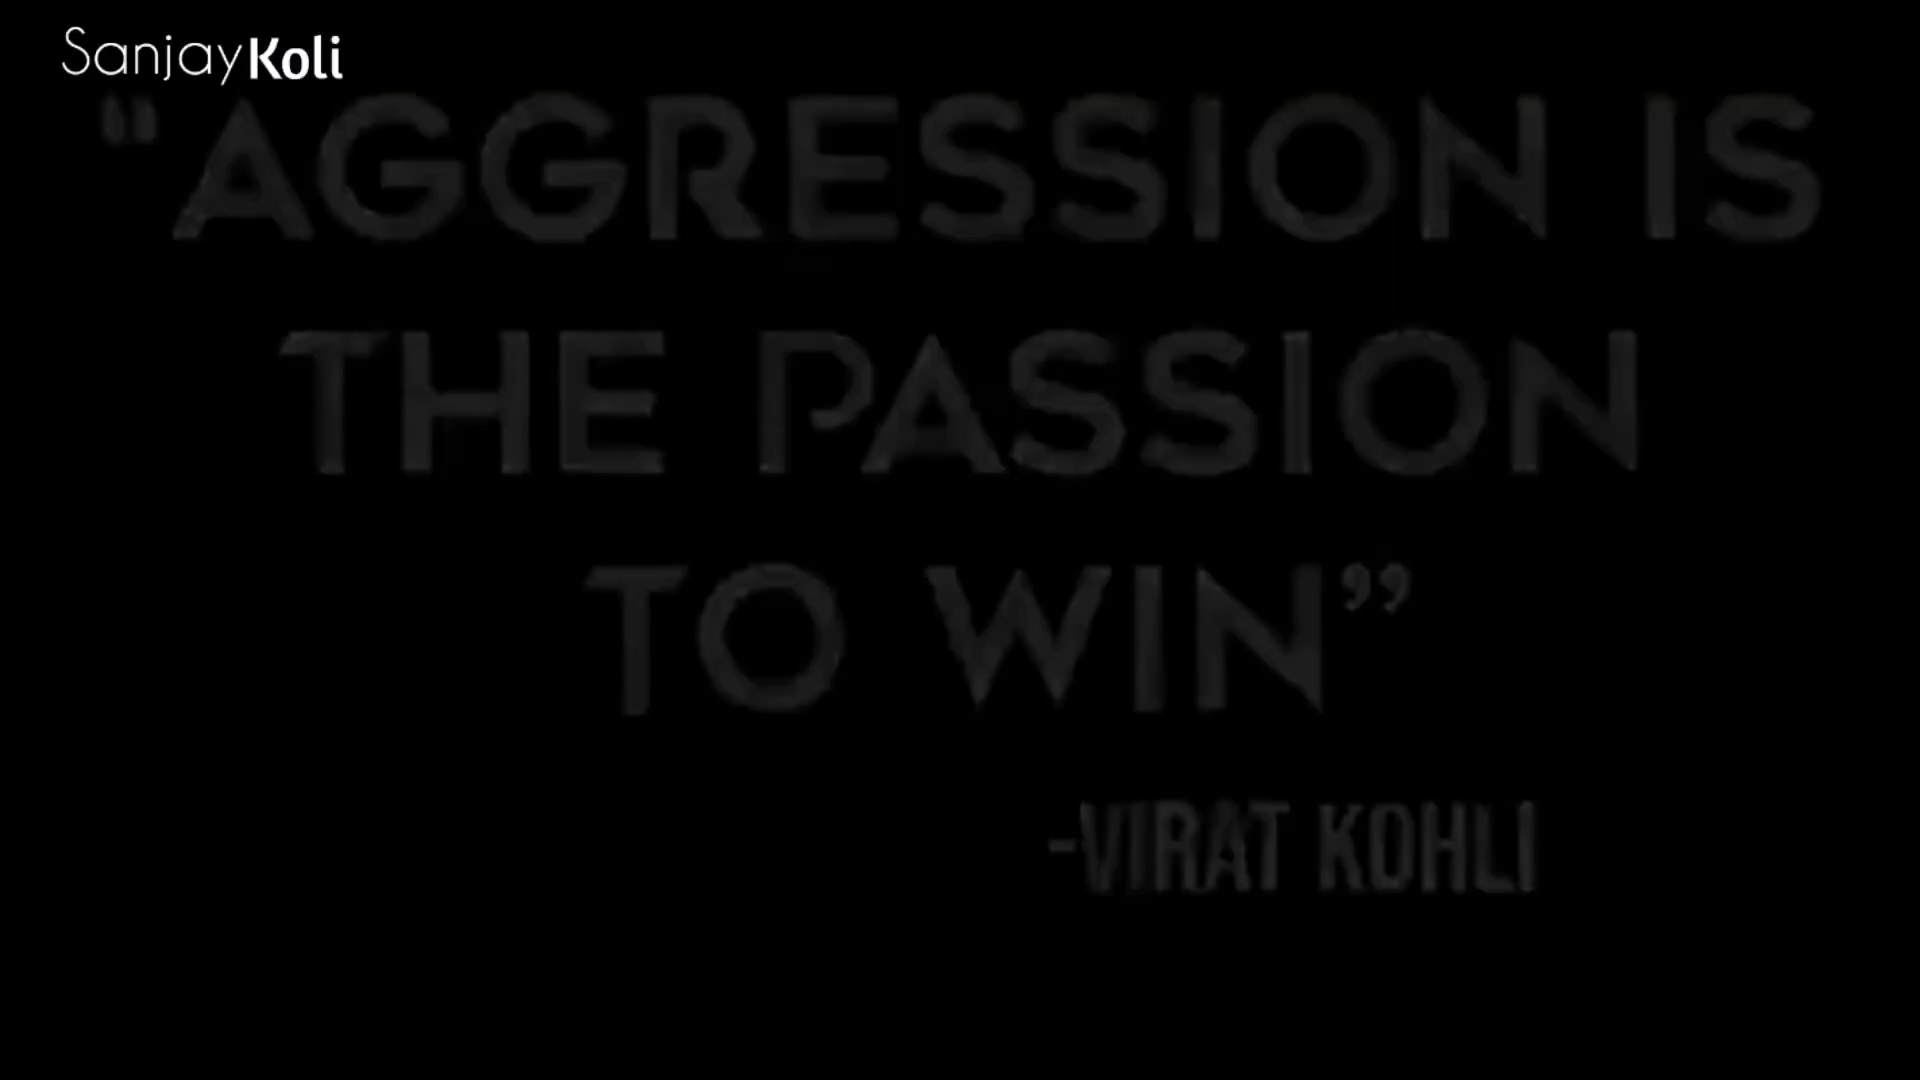 SanjayKoli
"AGGRESSION IS
THE PASSION
TO WIN”
-VIRAT KOHLI